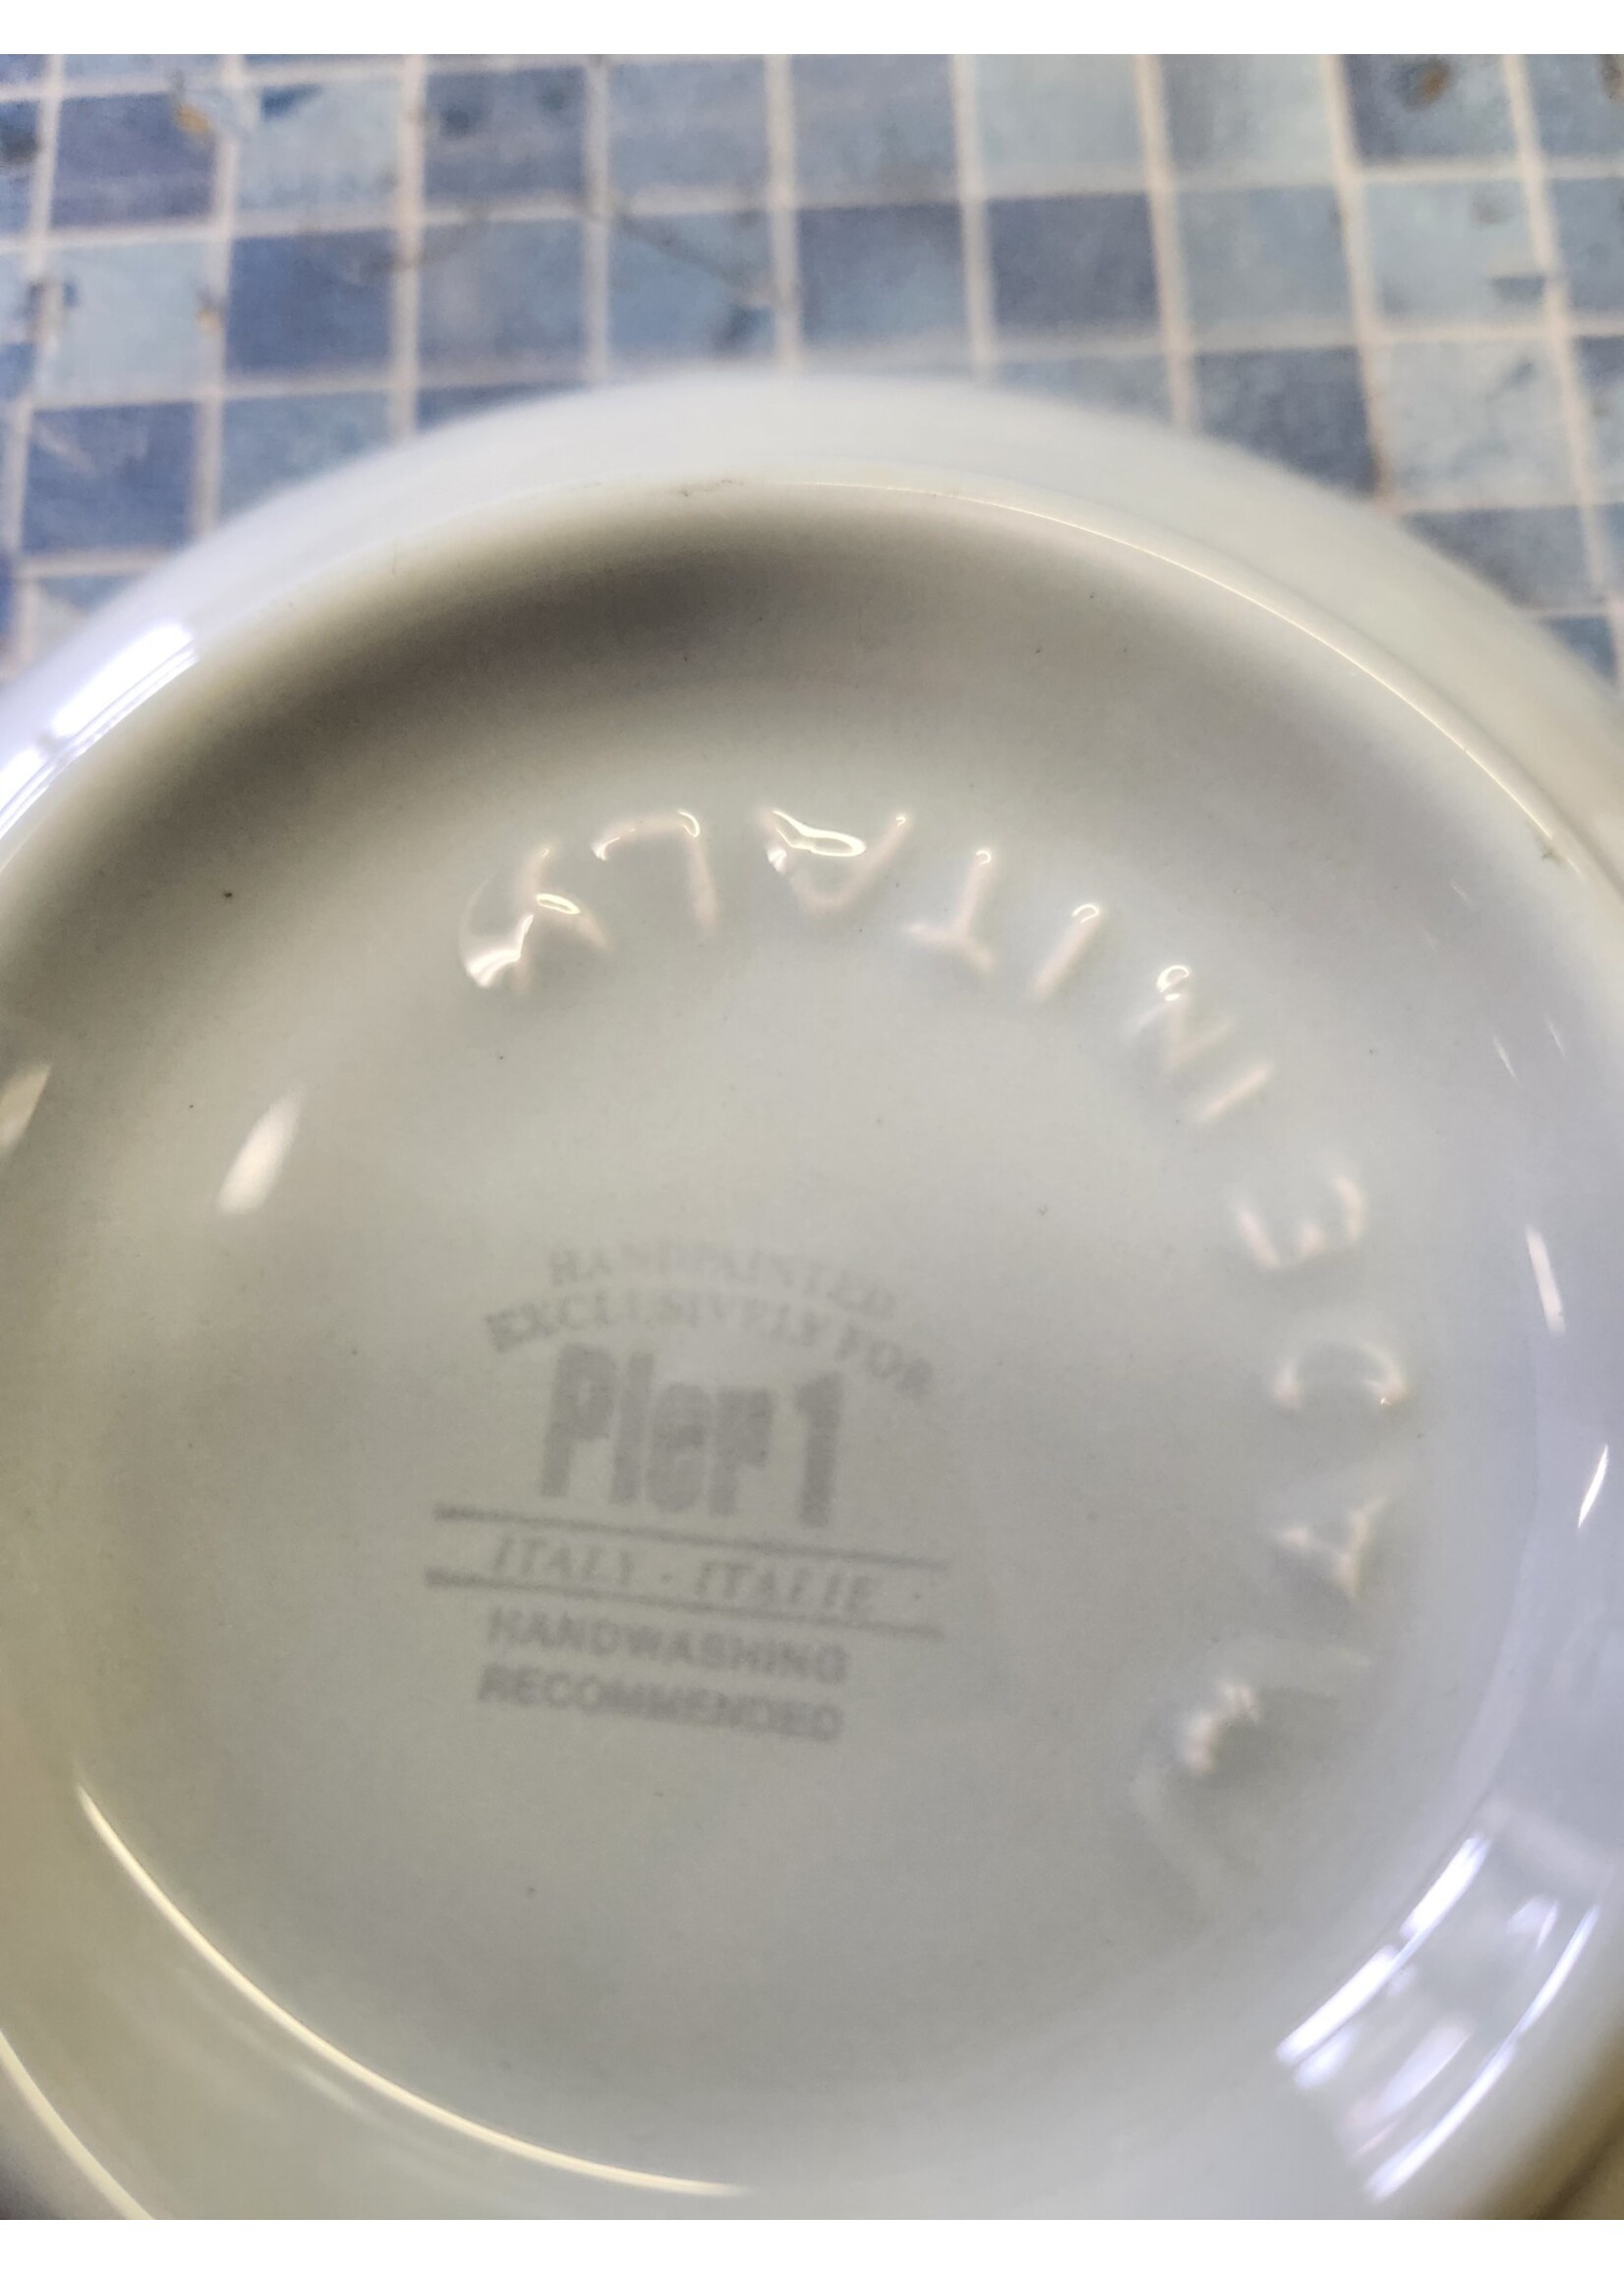 MADE IN ITALY
HANDPAINTED
EXCLUSIVELY FOR
Pier 1
ITALY · ITALIE
HANDWASHING
RECOMMENDED